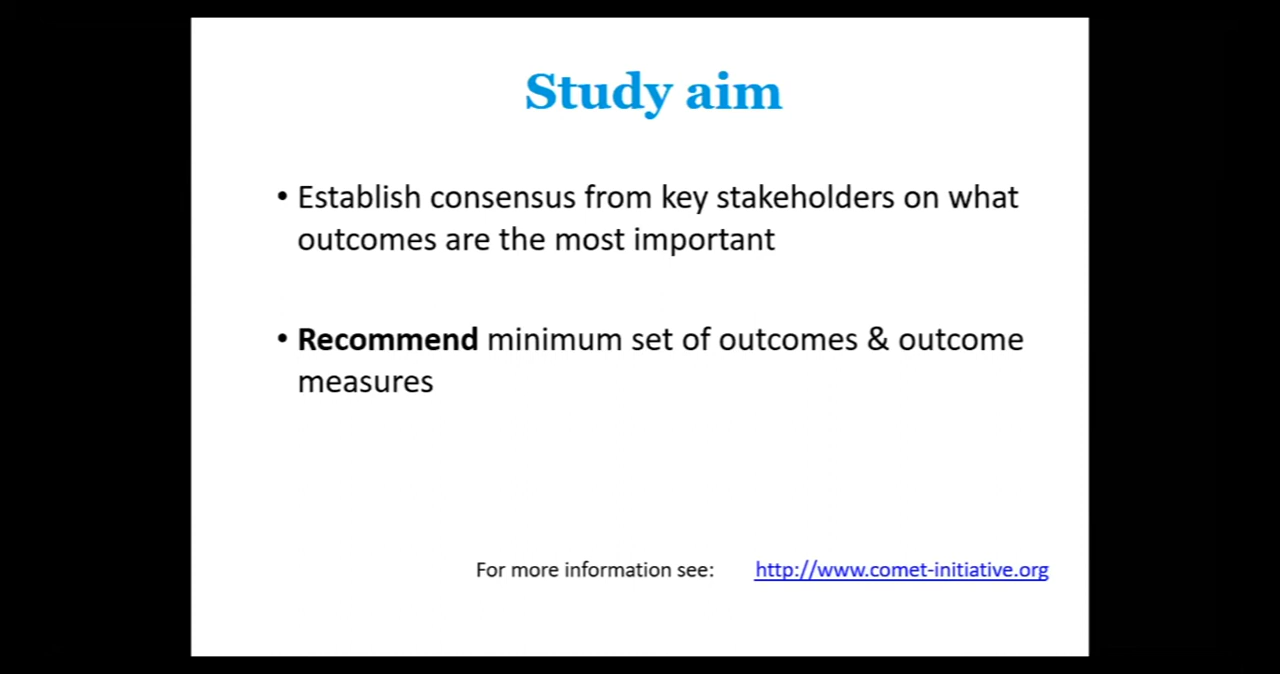 Study aim
• Establish consensus from key stakeholders on what
outcomes are the most important
• Recommend minimum set of outcomes & outcome
measures
For more information see: http://www.comet-initiative.org